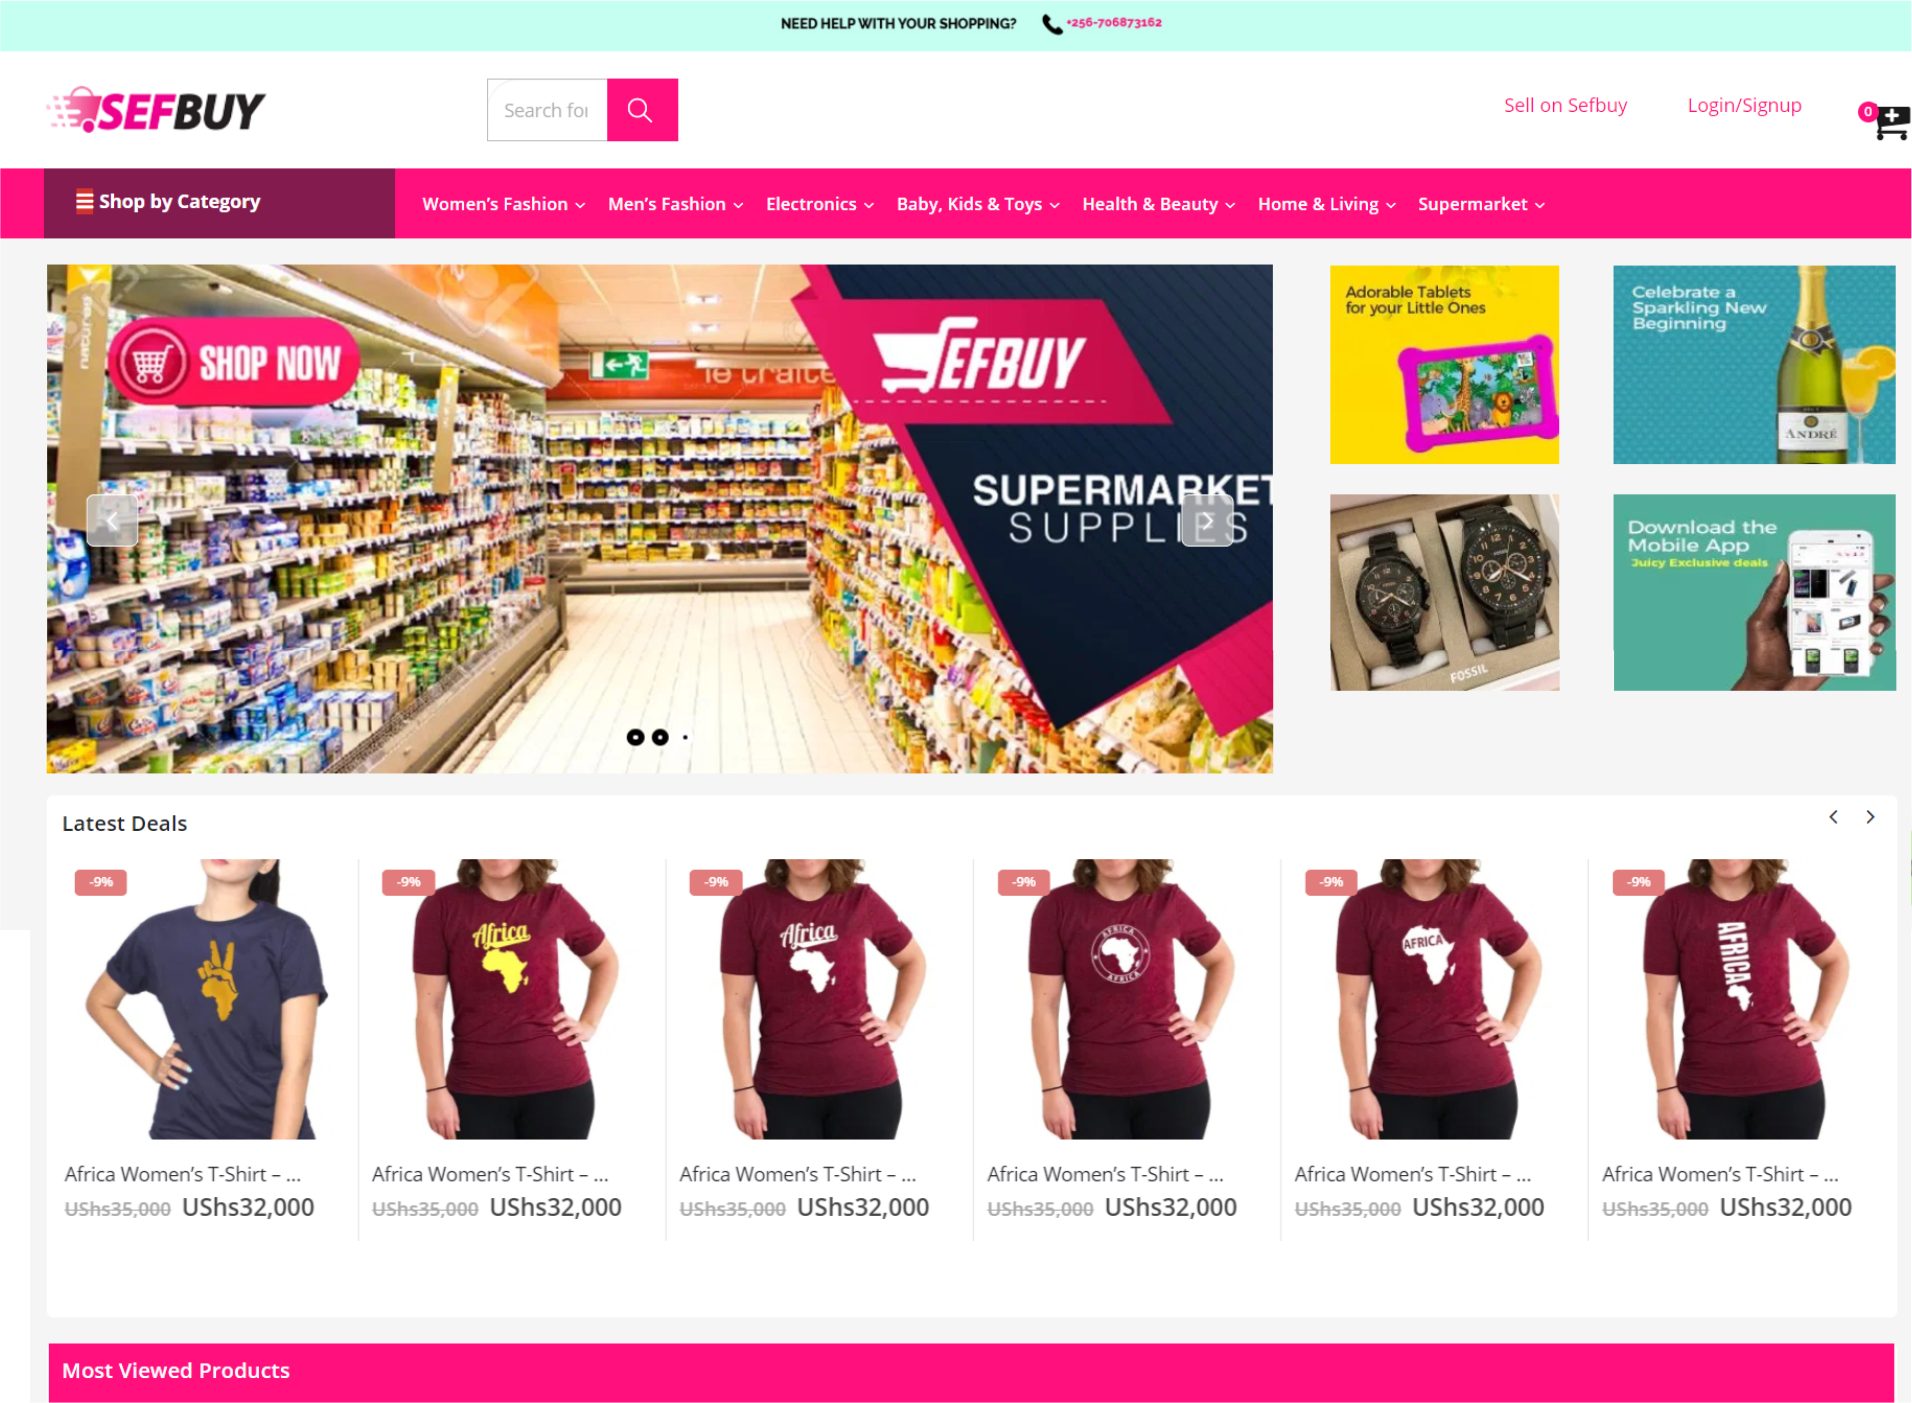 NEED HELP WITH YOUR SHOPPING? +256-706873162
SEFBUY
Search for
Sell on Sefbuy
Login/Signup
0
Shop by Category
Women's Fashion
Men's Fashion
Electronics
Baby, Kids & Toys
Health & Beauty
Home & Living
Supermarket
SHOP NOW
SEFBUY
SUPERMARKET
SUPPLIES
Adorable Tablets
for your Little Ones
Celebrate a
Sparkling New
Beginning
ANDRÉ
FOSSIL
Download the
Mobile App
Juicy Exclusive deals
Latest Deals
-9%
-9%
-9%
-9%
-9%
-9%
Africa
Africa
AFRICA
AFRICA
AFRICA
AFRICA
Africa Women's T-Shirt – ...
UShs35,000 UShs32,000
Africa Women's T-Shirt – ...
UShs35,000 UShs32,000
Africa Women's T-Shirt – ...
UShs35,000 UShs32,000
Africa Women's T-Shirt – ...
UShs35,000 UShs32,000
Africa Women's T-Shirt – ...
UShs35,000 UShs32,000
Africa Women's T-Shirt – ...
UShs35,000 UShs32,000
Most Viewed Products